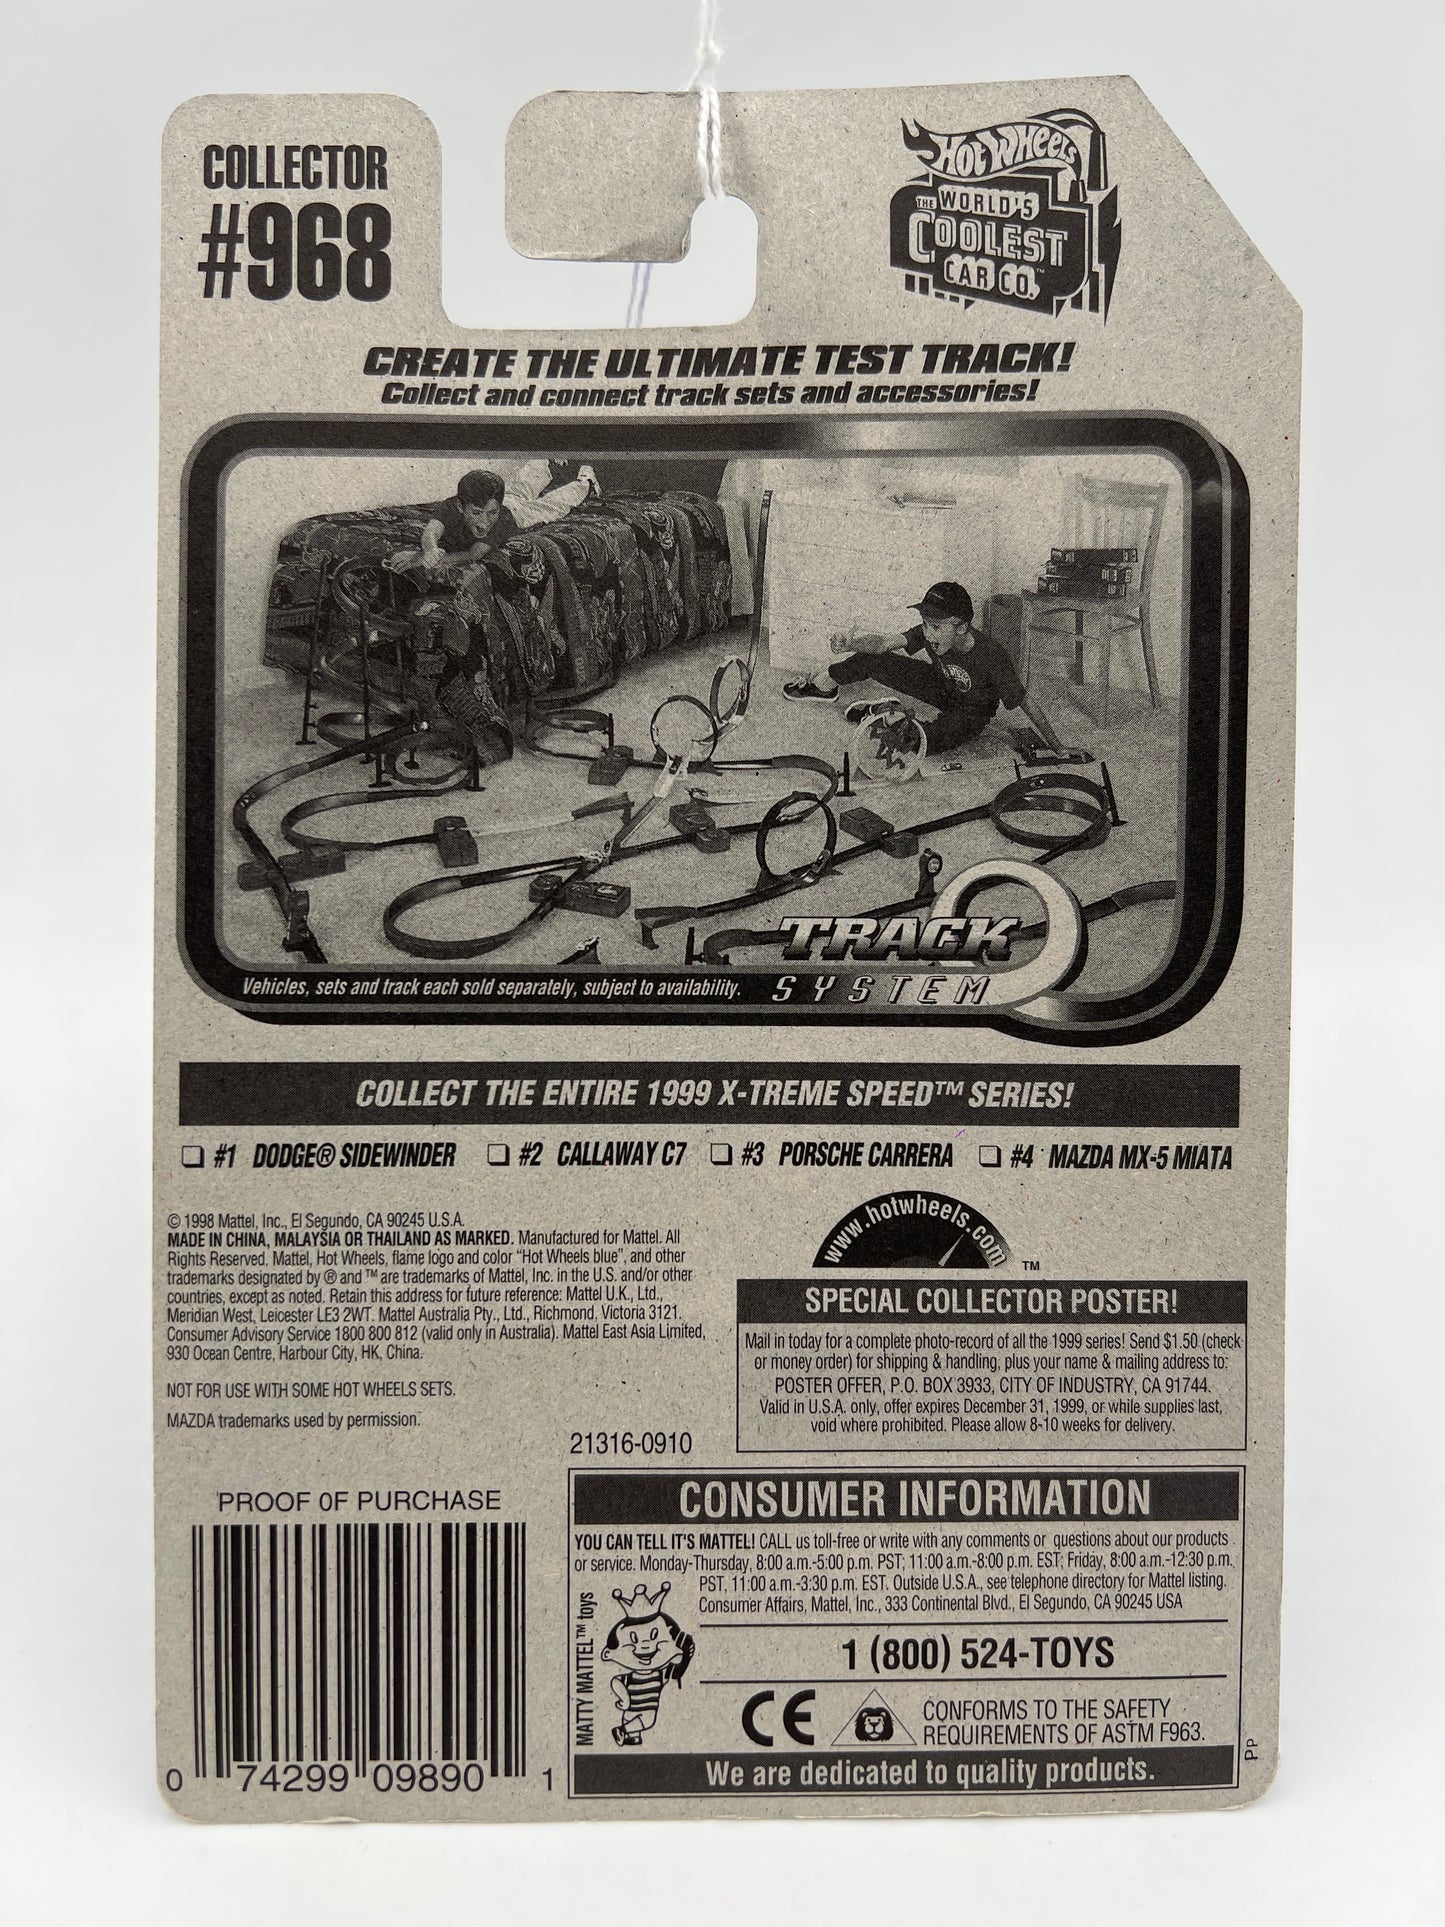 COLLECTOR
#968
HOT WHEELS
THE WORLD'S
COOLEST
CAR CO.™
CREATE THE ULTIMATE TEST TRACK!
Collect and connect track sets and accessories!
TRACK
SYSTEM
Vehicles, sets and track each sold separately, subject to availability.
COLLECT THE ENTIRE 1999 X-TREME SPEED™ SERIES!
☐ #1 DODGE® SIDEWINDER ☐ #2 CALLAWAY C7 ☐ #3 PORSCHE CARRERA ☐ #4 MAZDA MX-5 MIATA
© 1998 Mattel, Inc., El Segundo, CA 90245 U.S.A.
MADE IN CHINA, MALAYSIA OR THAILAND AS MARKED. Manufactured for Mattel. All
Rights Reserved. Mattel, Hot Wheels, flame logo and color "Hot Wheels blue", and other
trademarks designated by ® and ™ are trademarks of Mattel, Inc. in the U.S. and/or other
countries, except as noted. Retain this address for future reference: Mattel U.K., Ltd.,
Meridian West, Leicester LE3 2WT. Mattel Australia Pty., Ltd., Richmond, Victoria 3121.
Consumer Advisory Service 1800 800 812 (valid only in Australia). Mattel East Asia Limited,
930 Ocean Centre, Harbour City, HK, China.
NOT FOR USE WITH SOME HOT WHEELS SETS.
MAZDA trademarks used by permission.
21316-0910
www.hotwheels.com ™
SPECIAL COLLECTOR POSTER!
Mail in today for a complete photo-record of all the 1999 series! Send $1.50 (check
or money order) for shipping & handling, plus your name & mailing address to:
POSTER OFFER, P.O. BOX 3933, CITY OF INDUSTRY, CA 91744.
Valid in U.S.A. only, offer expires December 31, 1999, or while supplies last,
void where prohibited. Please allow 8-10 weeks for delivery.
PROOF OF PURCHASE
0 74299 09890 1
CONSUMER INFORMATION
YOU CAN TELL IT'S MATTEL! CALL us toll-free or write with any comments or questions about our products
or service. Monday-Thursday, 8:00 a.m.-5:00 p.m. PST; 11:00 a.m.-8:00 p.m. EST; Friday, 8:00 a.m.-12:30 p.m.
PST, 11:00 a.m.-3:30 p.m. EST. Outside U.S.A., see telephone directory for Mattel listing.
Consumer Affairs, Mattel, Inc., 333 Continental Blvd., El Segundo, CA 90245 USA
MATTY MATTEL™ toys
1 (800) 524-TOYS
CE
CONFORMS TO THE SAFETY
REQUIREMENTS OF ASTM F963.
We are dedicated to quality products.
Pp